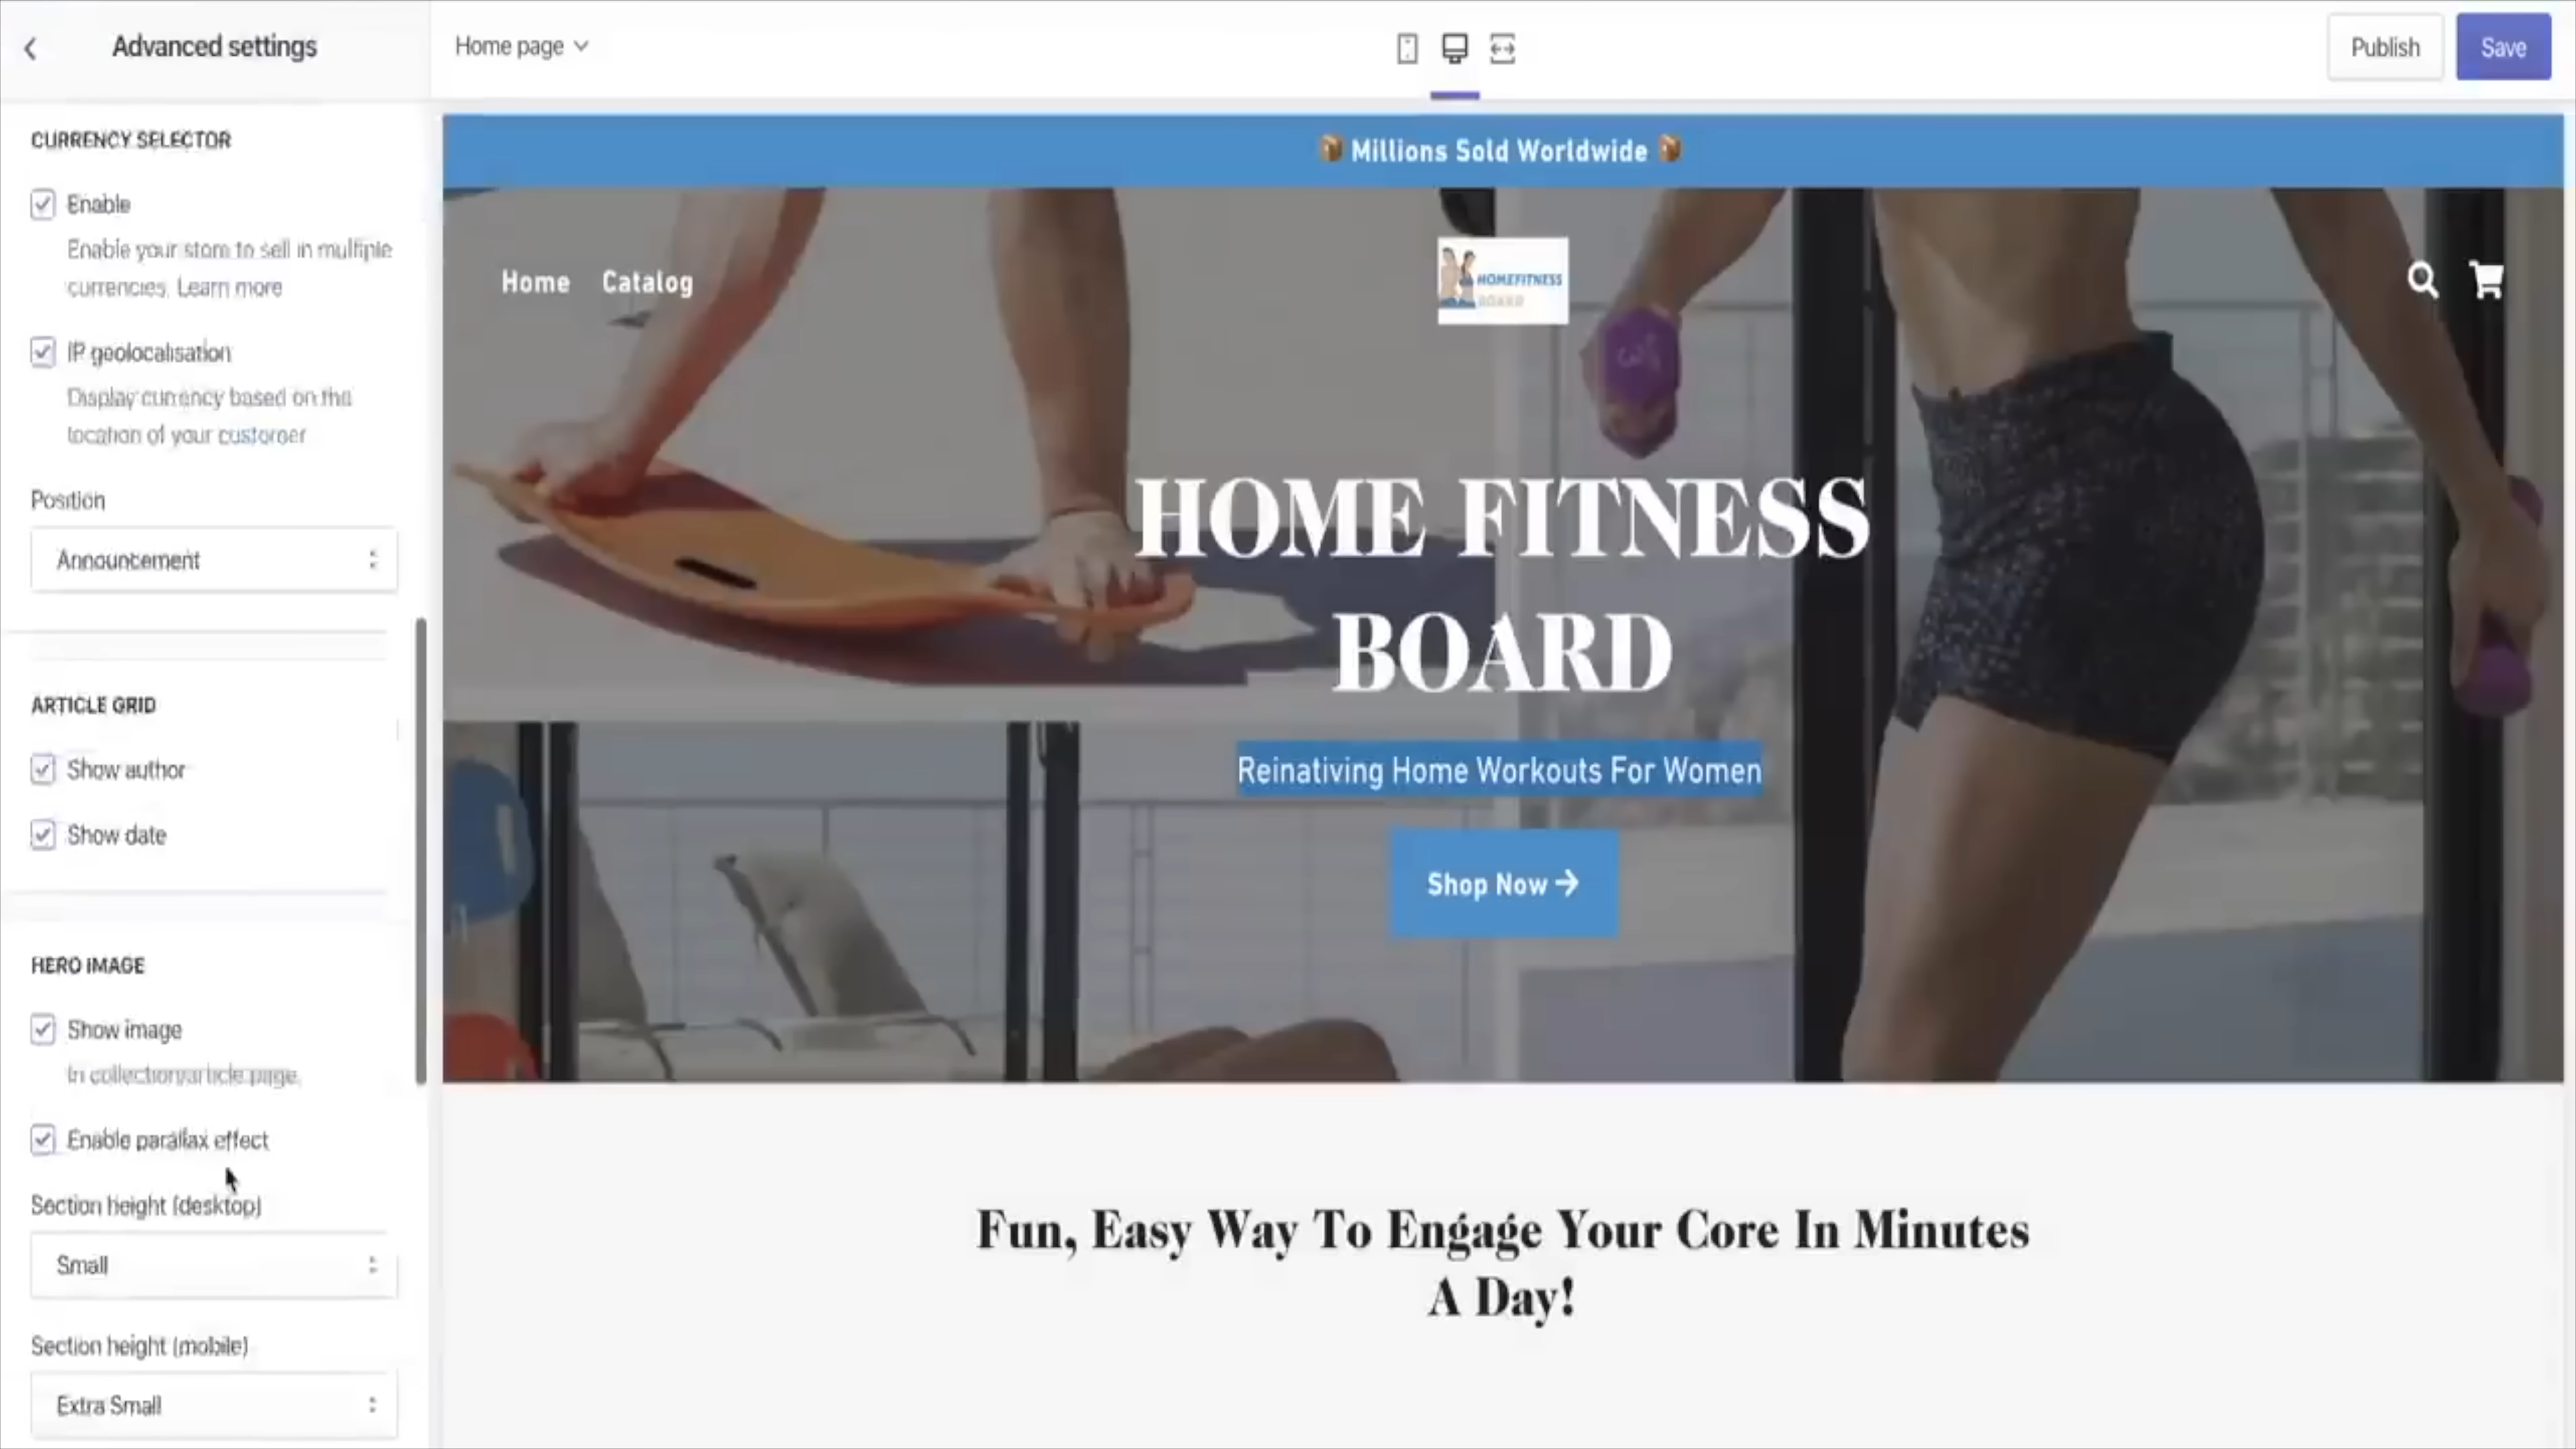 Advanced settings
Home page
Publish
Save
CURRENCY SELECTOR
Enable
Enable your store to sell in multiple
currencies. Learn more
IP geolocalisation
Display currency based on the
location of your customer
Position
Announcement
ARTICLE GRID
Show author
Show date
HERO IMAGE
Show image
In collection/article page.
Enable parallax effect
Section height (desktop)
Small
Section height (mobile)
Extra Small
Millions Sold Worldwide
Home Catalog
HOMEFITNESS
BOARD
3
HOME FITNESS
BOARD
Reinativing Home Workouts For Women
Shop Now
Fun, Easy Way To Engage Your Core In Minutes
A Day!